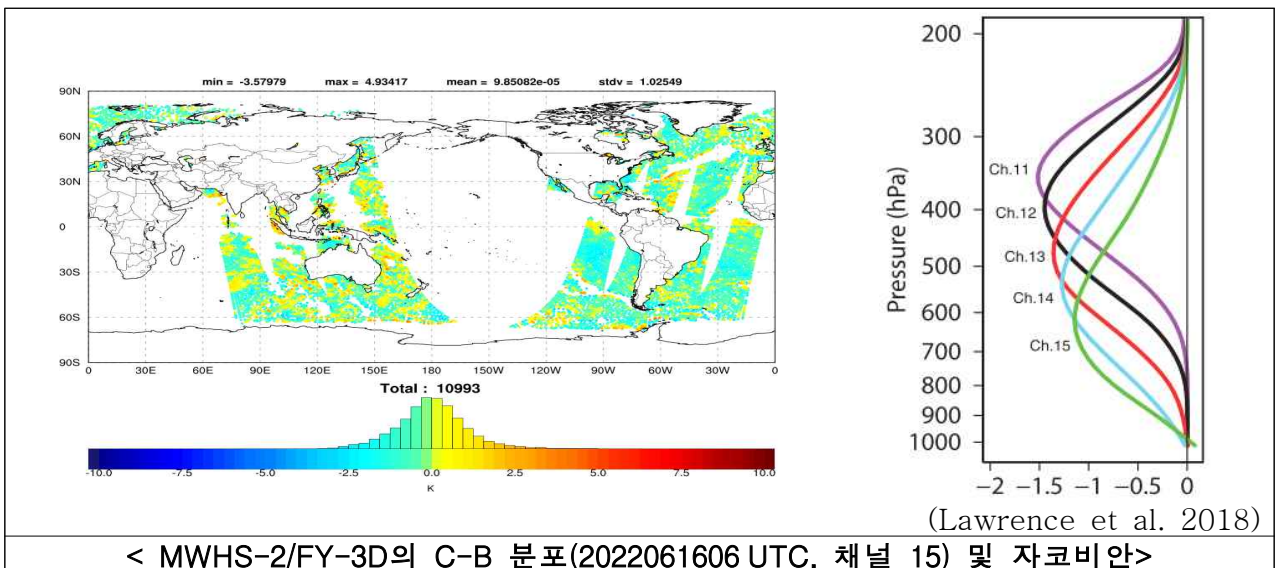 min = -3.57979 max = 4.93417 mean = 9.85082e-05 stdv = 1.02549
90N
60N
30N
0
30S
60S
90S
0 30E 60E 90E 120E 150E 180 150W 120W 90W 60W 30W 0
Total : 10993
-10.0 -7.5 -5.0 -2.5 0.0 2.5 5.0 7.5 10.0
K
Pressure (hPa)
200
300
400
500
600
700
800
900
1000
Ch.11
Ch.12
Ch.13
Ch.14
Ch.15
-2 -1.5 -1 -0.5 0
(Lawrence et al. 2018)
< MWHS-2/FY-3D의 C-B 분포(2022061606 UTC, 채널 15) 및 자코비안>